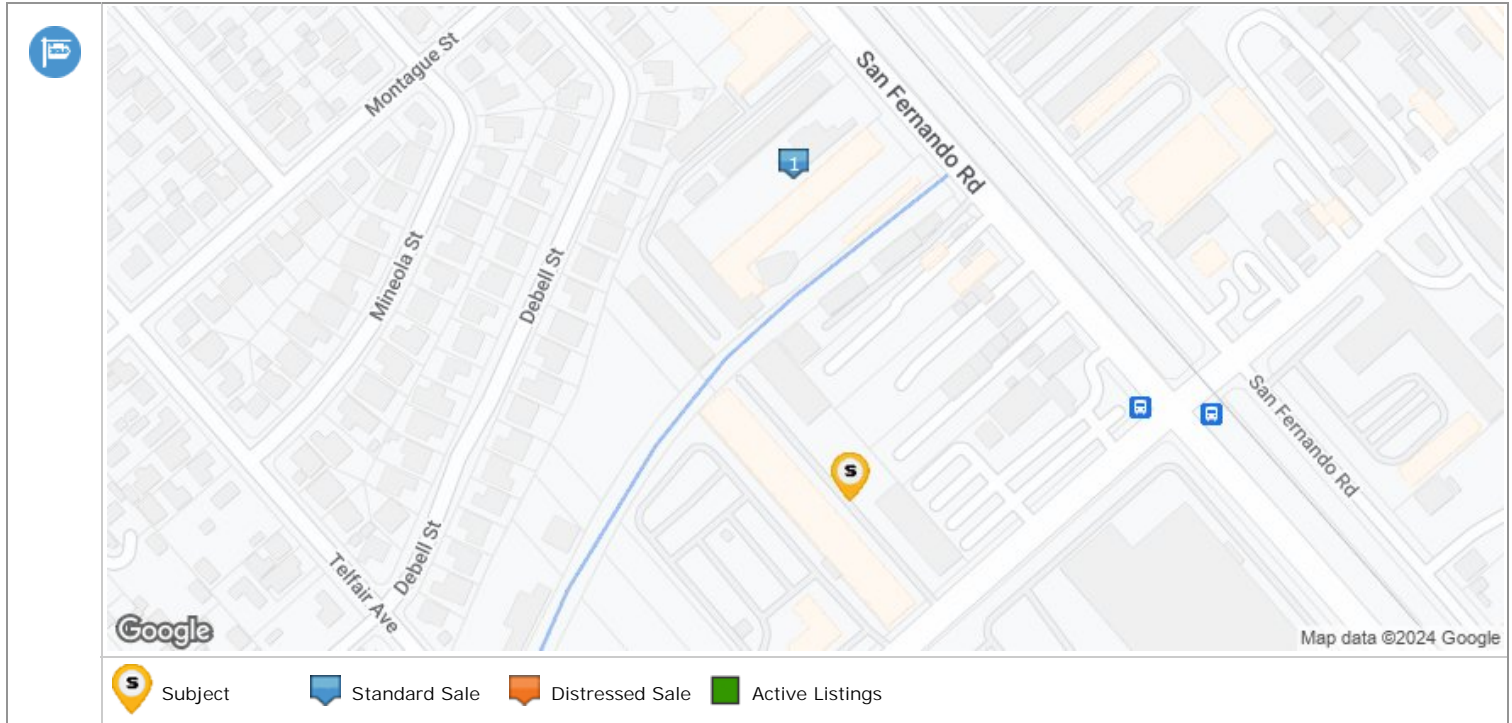 SOLD
Montague St
San Fernando Rd
1
Mineola St
Debell St
San Fernando Rd
S
Debell St
Telfair Ave
Google
Map data ©2024 Google
S
Subject
Standard Sale
Distressed Sale
Active Listings